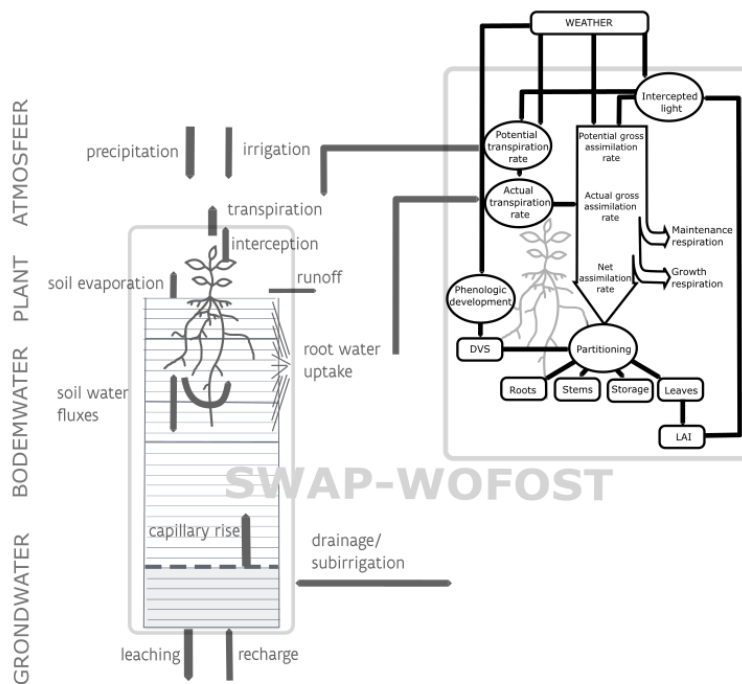 WEATHER
Intercepted
light
Potential
transpiration
rate
Potential gross
assimilation
rate
Actual
transpiration
rate
Actual gross
assimilation
rate
Maintenance
respiration
Net
assimilation
rate
Growth
respiration
Phenologic
development
DVS
Partitioning
Roots
Stems
Storage
Leaves
LAI
ATMOSFEER
PLANT
BODEMWATER
GRONDWATER
precipitation
irrigation
transpiration
interception
soil evaporation
runoff
root water
uptake
soil water
fluxes
SWAP-WOFOST
capillary rise
drainage/
subirrigation
leaching
recharge